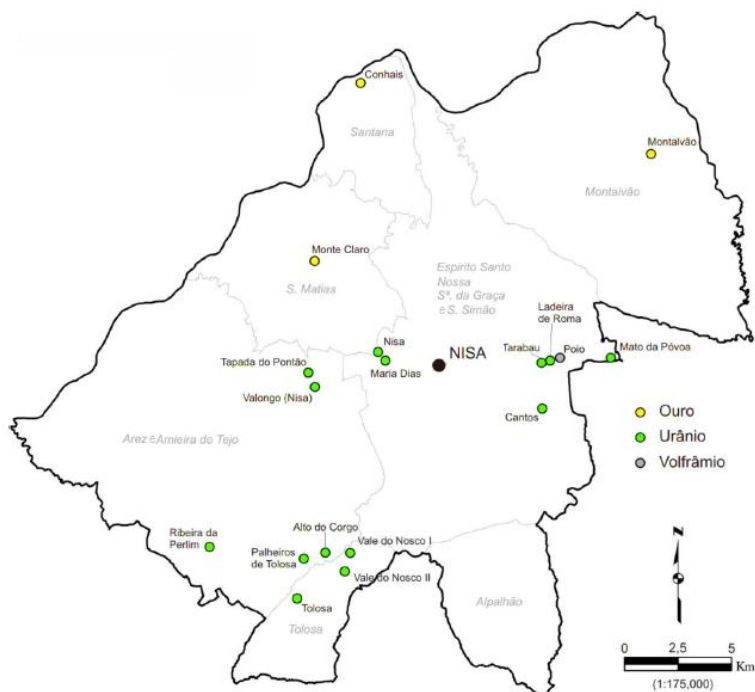 Conhais
Santana
Montalvão
Montalvão
Monte Claro
S. Matias
Espirito Santo
Nossa
Sª. da Graça
e S. Simão
Ladeira
de Roma
Nisa
NISA
Tarabau
Poio
Mato da Póvoa
Tapada do Pontão
Maria Dias
Valongo (Nisa)
Cantos
Ouro
Urânio
Volfrâmio
Arez e Amieira do Tejo
Ribeira da
Perlim
Alto do Corgo
Vale do Nosco I
Palheiros
de Tolosa
Vale do Nosco II
Tolosa
Tolosa
Alpalhão
N
0 2,5 5
Km
(1:175,000)